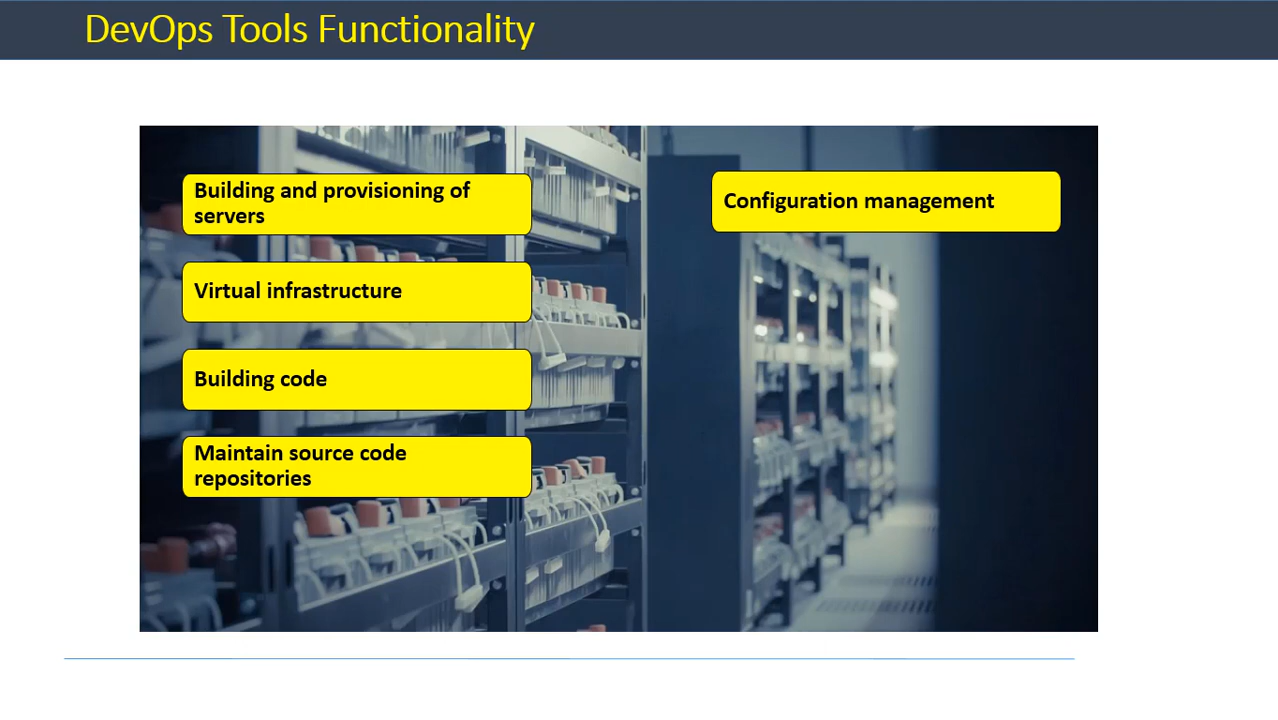 DevOps Tools Functionality
Building and provisioning of
servers
Virtual infrastructure
Building code
Maintain source code
repositories
Configuration management